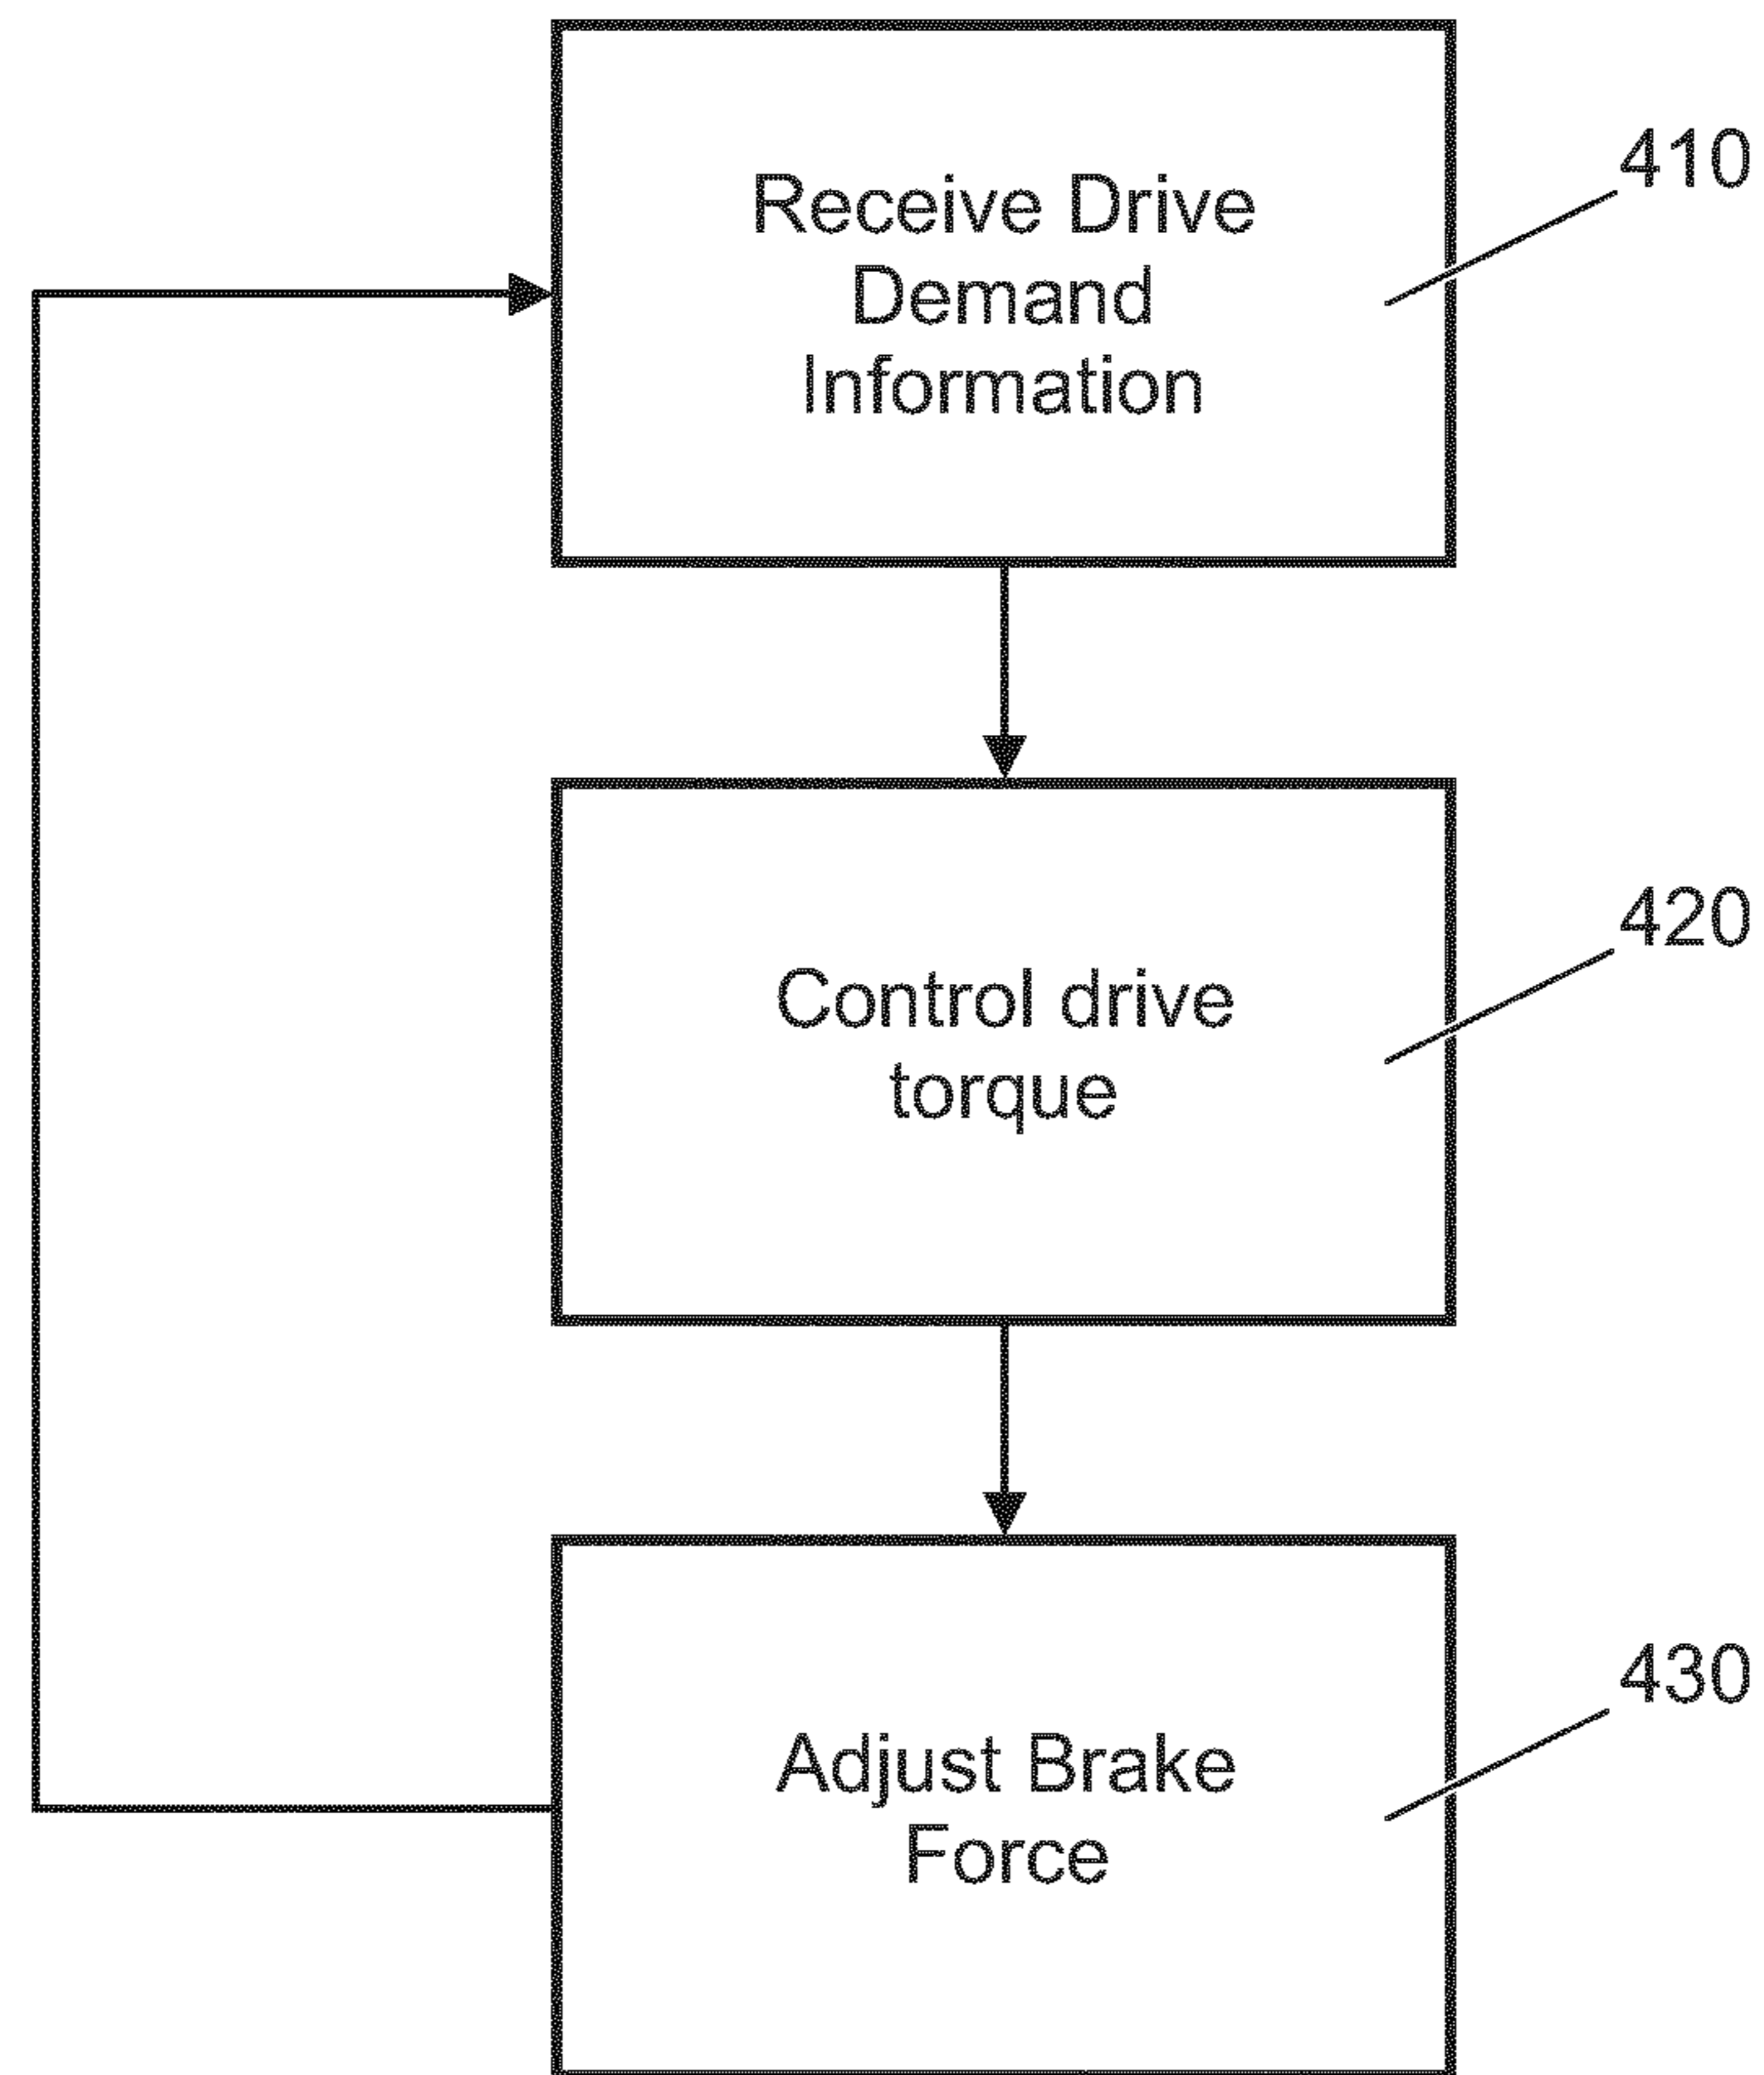 Receive Drive
Demand
Information
410
Control drive
torque
420
Adjust Brake
Force
430